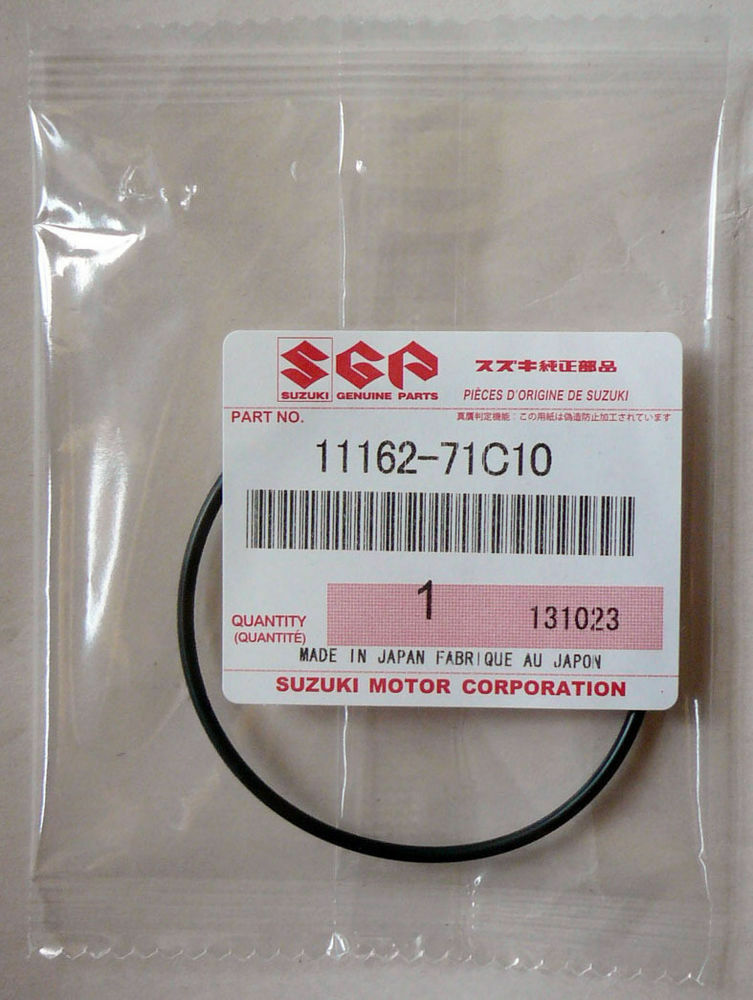 SGP スズキ純正部品
SUZUKI GENUINE PARTS PIÈCES D'ORIGINE DE SUZUKI
PART NO. 真贋判定機能：この用紙は偽造防止加工されています
11162-71C10
1 131023
QUANTITY
(QUANTITÉ)
MADE IN JAPAN FABRIQUE AU JAPON
SUZUKI MOTOR CORPORATION